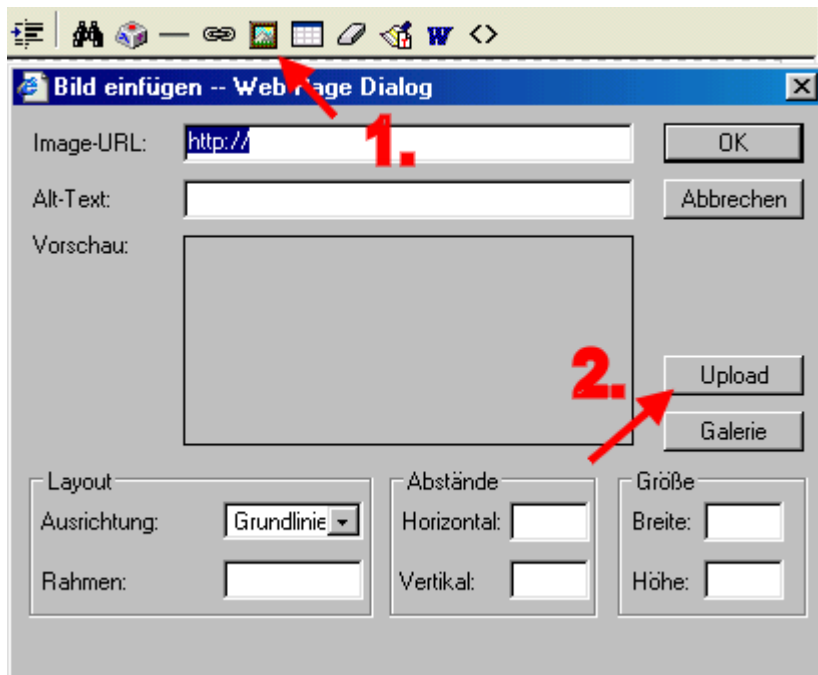 W <>
Bild einfügen -- Web Page Dialog
1.
Image-URL: http:// OK
Alt-Text: Abbrechen
Vorschau:
2. Upload
Galerie
Layout Abstände Größe
Ausrichtung: Grundlinie Horizontal: Breite:
Rahmen: Vertikal: Höhe: